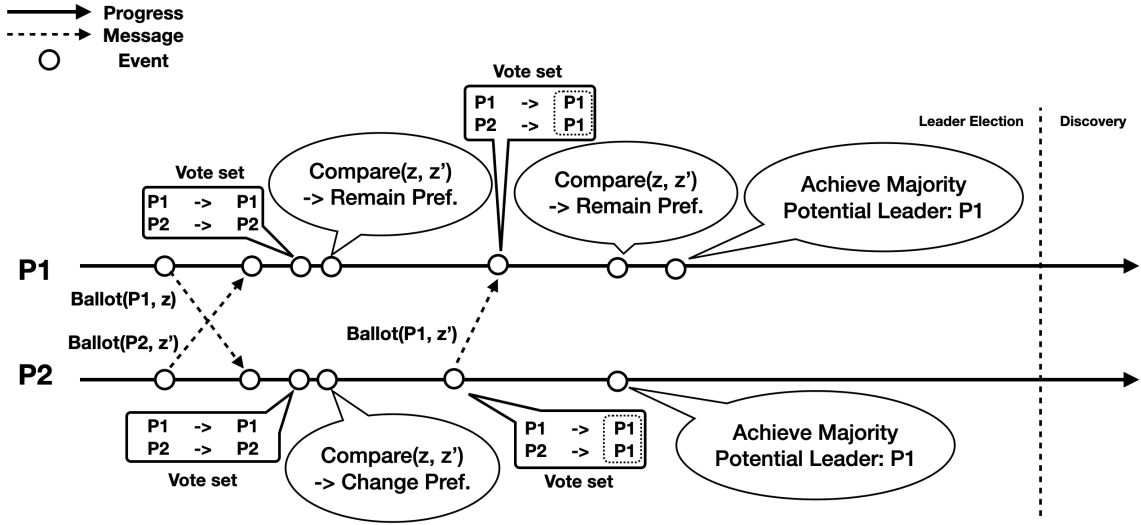 Progress
Message
Event
Vote set
P1 -> P1
P2 -> P1
Leader Election
Discovery
Vote set
P1 -> P1
P2 -> P2
Compare(z, z’)
-> Remain Pref.
Compare(z, z’)
-> Remain Pref.
Achieve Majority
Potential Leader: P1
P1
Ballot(P1, z)
Ballot(P2, z’)
Ballot(P1, z’)
P2
P1 -> P1
P2 -> P2
Vote set
Compare(z, z’)
-> Change Pref.
P1 -> P1
P2 -> P1
Vote set
Achieve Majority
Potential Leader: P1